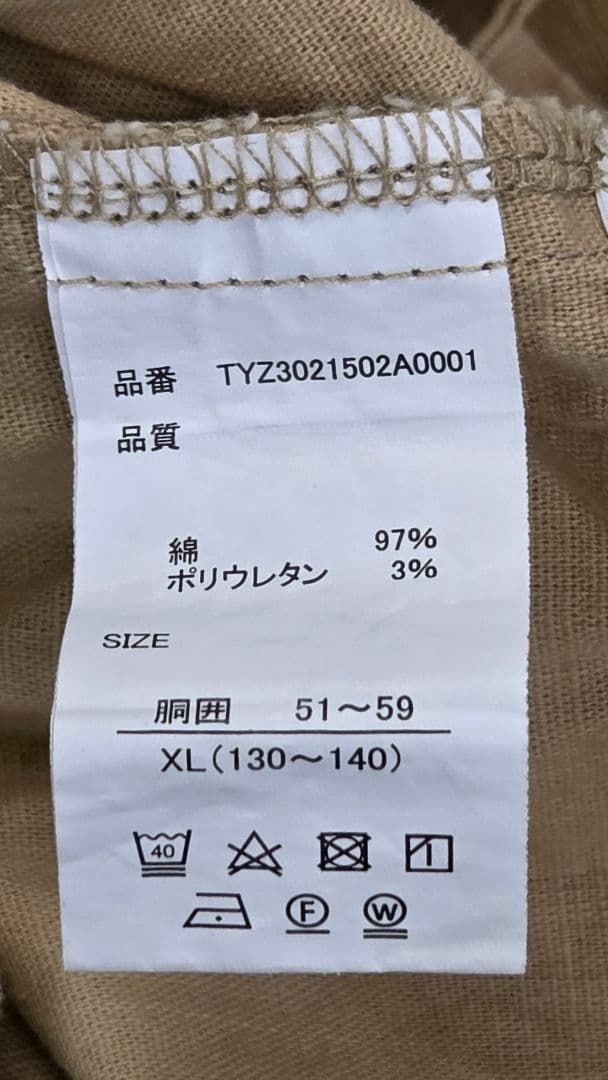 品番 TYZ3021502A0001
品質
綿 97%
ポリウレタン 3%
SIZE
胴囲 51～59
XL(130～140)
40
F W